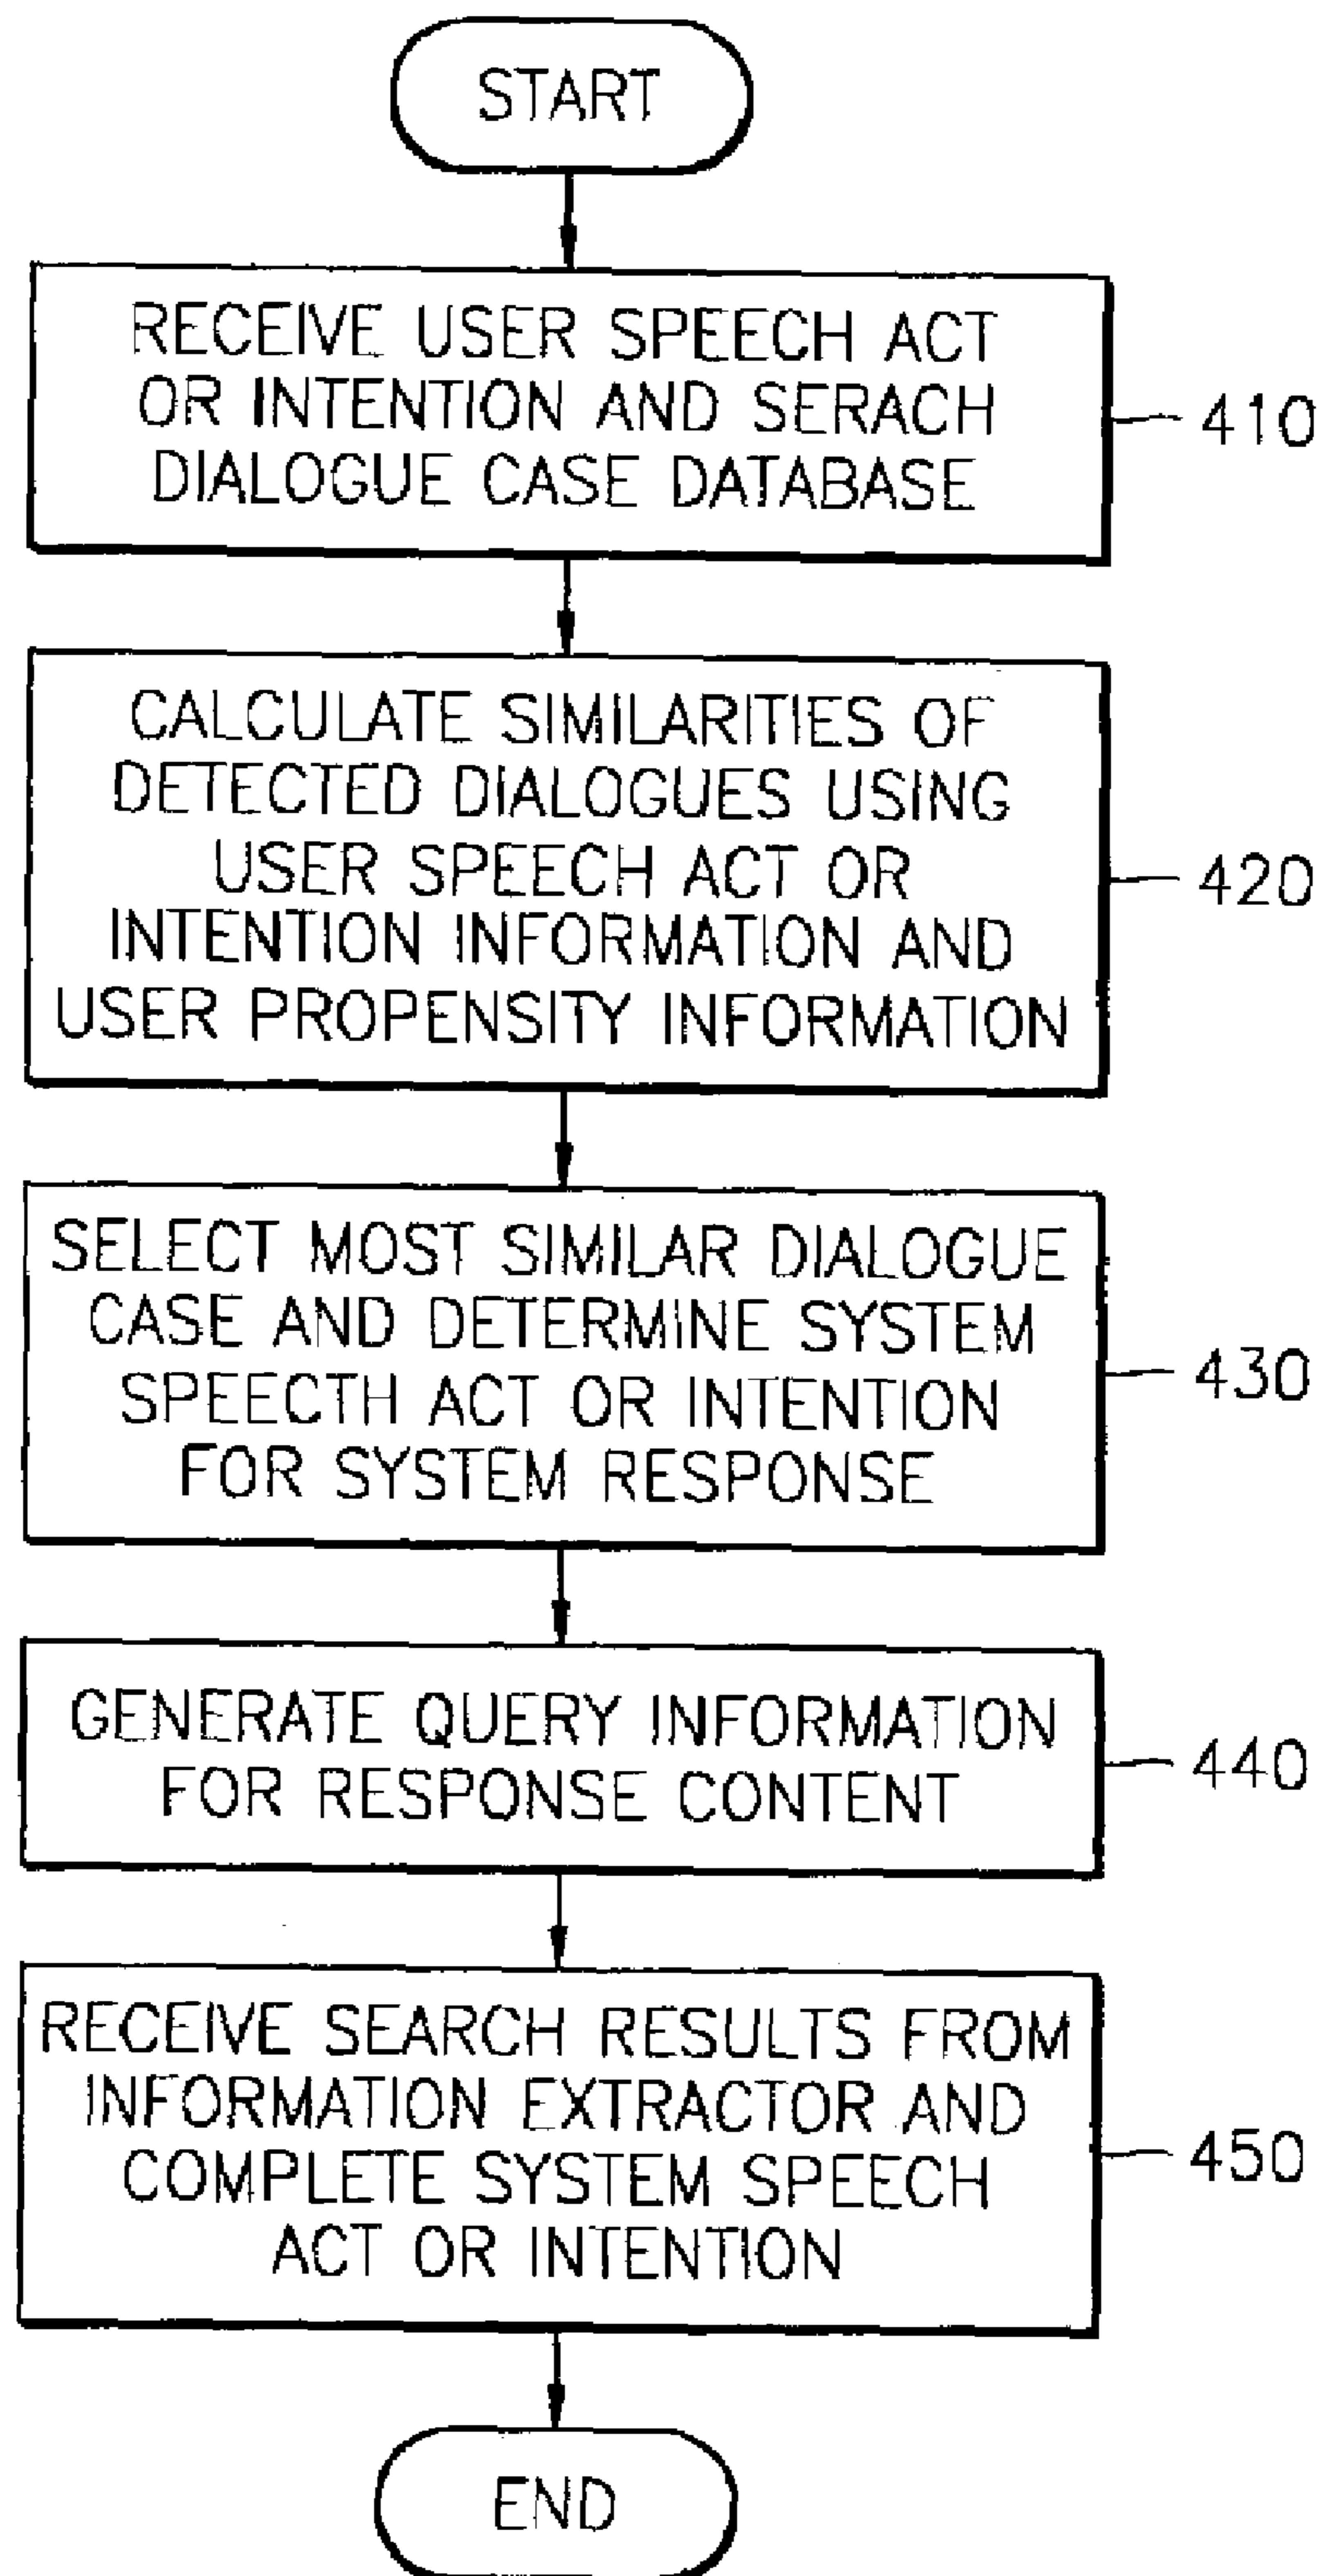 START
RECEIVE USER SPEECH ACT
OR INTENTION AND SERACH
DIALOGUE CASE DATABASE
410
CALCULATE SIMILARITIES OF
DETECTED DIALOGUES USING
USER SPEECH ACT OR
INTENTION INFORMATION AND
USER PROPENSITY INFORMATION
420
SELECT MOST SIMILAR DIALOGUE
CASE AND DETERMINE SYSTEM
SPEECTH ACT OR INTENTION
FOR SYSTEM RESPONSE
430
GENERATE QUERY INFORMATION
FOR RESPONSE CONTENT
440
RECEIVE SEARCH RESULTS FROM
INFORMATION EXTRACTOR AND
COMPLETE SYSTEM SPEECH
ACT OR INTENTION
450
END